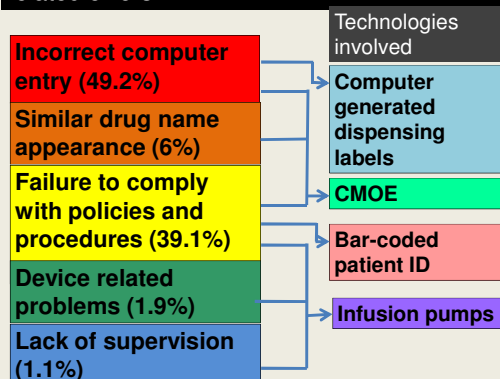 Technologies
involved
Incorrect computer
entry (49.2%)
Similar drug name
appearance (6%)
Failure to comply
with policies and
procedures (39.1%)
Device related
problems (1.9%)
Lack of supervision
(1.1%)
Computer
generated
dispensing
labels
CMOE
Bar-coded
patient ID
Infusion pumps